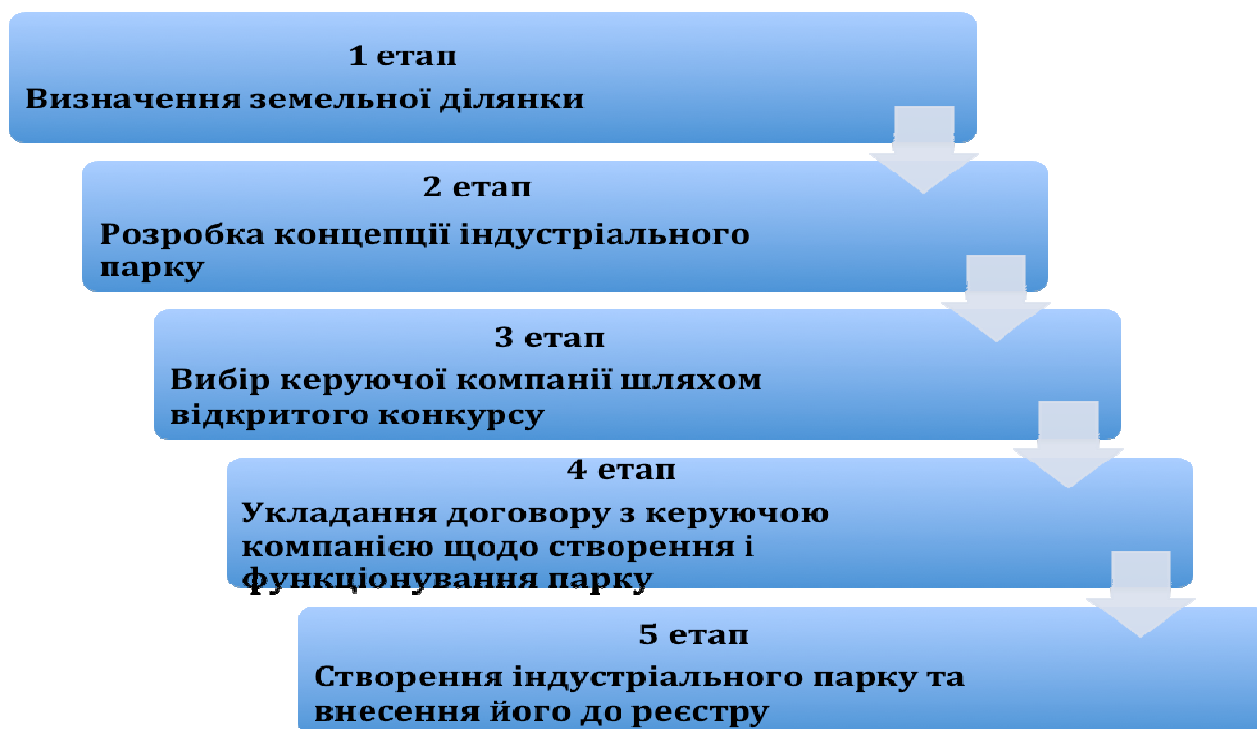 1 етап
Визначення земельної ділянки
2 етап
Розробка концепції індустріального
парку
3 етап
Вибір керуючої компанії шляхом
відкритого конкурсу
4 етап
Укладання договору з керуючою
компанією щодо створення і
функціонування парку
5 етап
Створення індустріального парку та
внесення його до реєстру